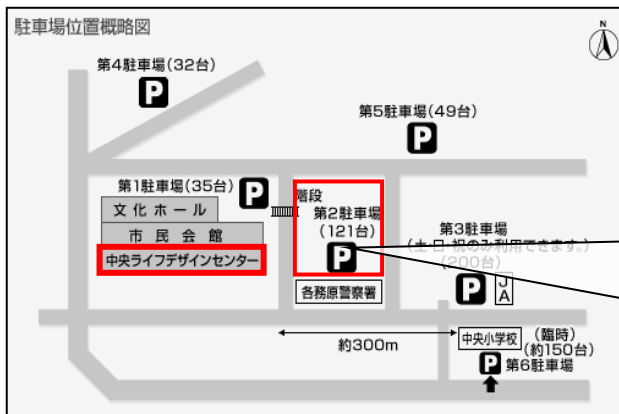 駐車場位置概略図
N
第4駐車場(32台)
P
第5駐車場(49台)
P
第1駐車場(35台)
P
階段
第2駐車場
(121台)
P
文化ホール
市民会館
中央ライフデザインセンター
各務原警察署
第3駐車場
(土・日・祝のみ利用できます。)
(200台)
P
JA
約300m
中央小学校
(臨時)
(約150台)
P
第6駐車場